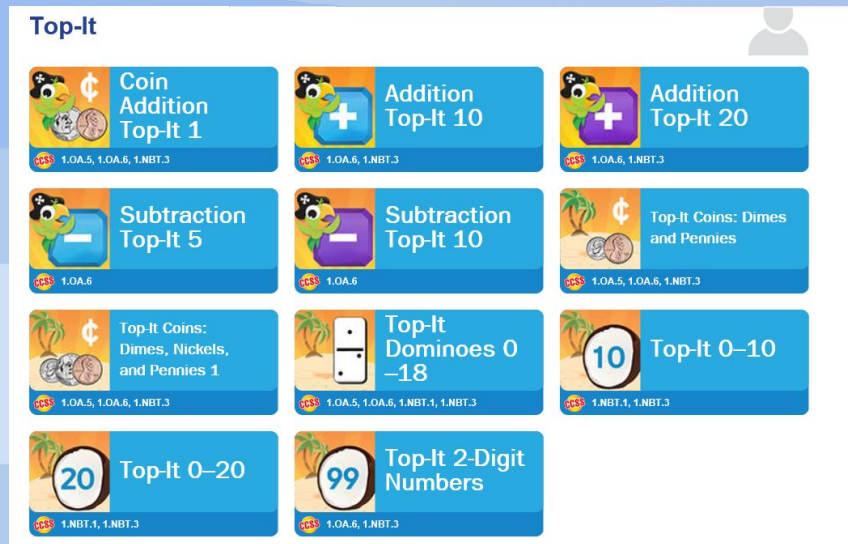 Top-It
¢
Coin
Addition
Top-It 1
CCSS 1.OA.5, 1.OA.6, 1.NBT.3
Addition
Top-It 10
CCSS 1.OA.6, 1.NBT.3
Addition
Top-It 20
CCSS 1.OA.6, 1.NBT.3
Subtraction
Top-It 5
CCSS 1.OA.6
Subtraction
Top-It 10
CCSS 1.OA.6
¢
Top-It Coins: Dimes
and Pennies
CCSS 1.OA.5, 1.OA.6, 1.NBT.3
¢
Top-It Coins:
Dimes, Nickels,
and Pennies 1
CCSS 1.OA.5, 1.OA.6, 1.NBT.3
Top-It
Dominoes 0
–18
CCSS 1.OA.5, 1.OA.6, 1.NBT.1, 1.NBT.3
10
Top-It 0–10
CCSS 1.NBT.1, 1.NBT.3
20
Top-It 0–20
CCSS 1.NBT.1, 1.NBT.3
99
Top-It 2-Digit
Numbers
CCSS 1.OA.6, 1.NBT.3